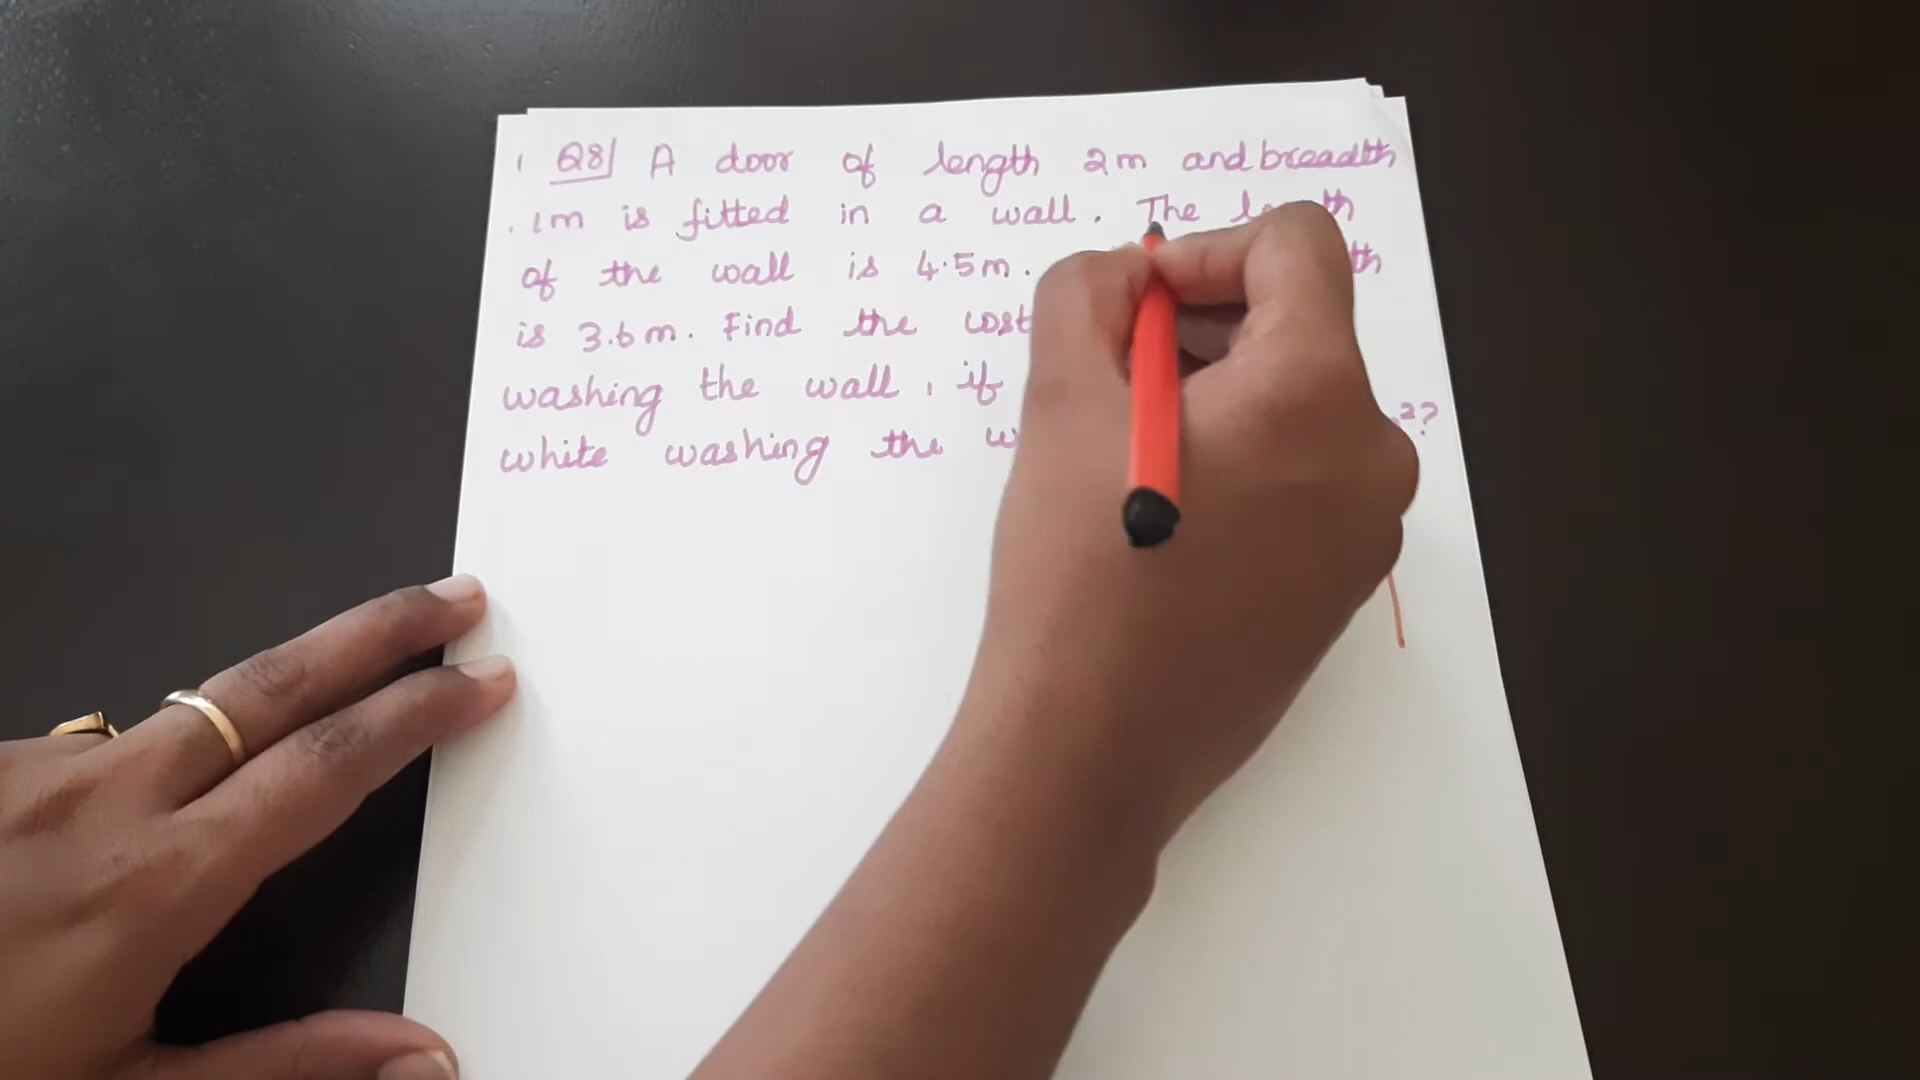 Q8 A door of length 2m and breadth
1m is fitted in a wall. The
of the wall is 4.5m.
is 3.6m. Find the cost
washing the wall, if
white washing the